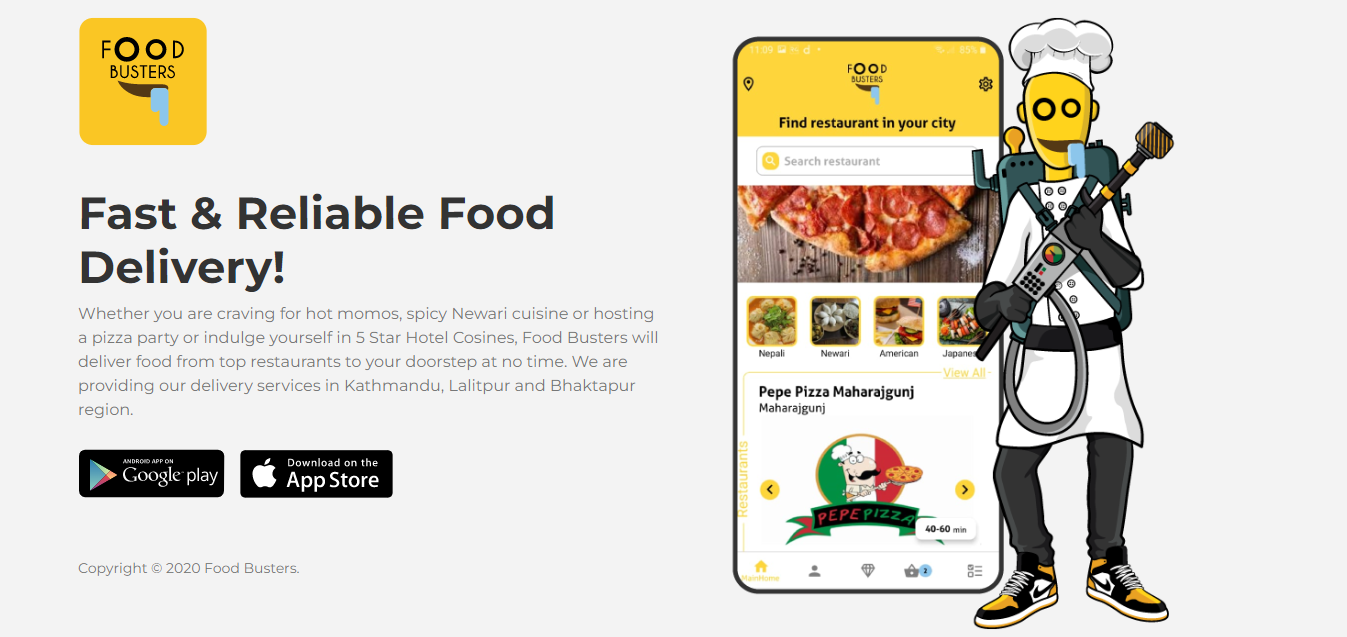 FOOD
BUSTERS
Fast & Reliable Food
Delivery!
Whether you are craving for hot momos, spicy Newari cuisine or hosting
a pizza party or indulge yourself in 5 Star Hotel Cosines, Food Busters will
deliver food from top restaurants to your doorstep at no time. We are
providing our delivery services in Kathmandu, Lalitpur and Bhaktapur
region.
ANDROID APP ON
Google play
Download on the
App Store
Copyright © 2020 Food Busters.
11:09 d 85%
FOOD
BUSTERS
Find restaurant in your city
Search restaurant
Nepali Newari American Japanes
View All
Pepe Pizza Maharajgunj
Maharajgunj
Restaurants
PEPE PIZZA
40-60 min
2
MainHome